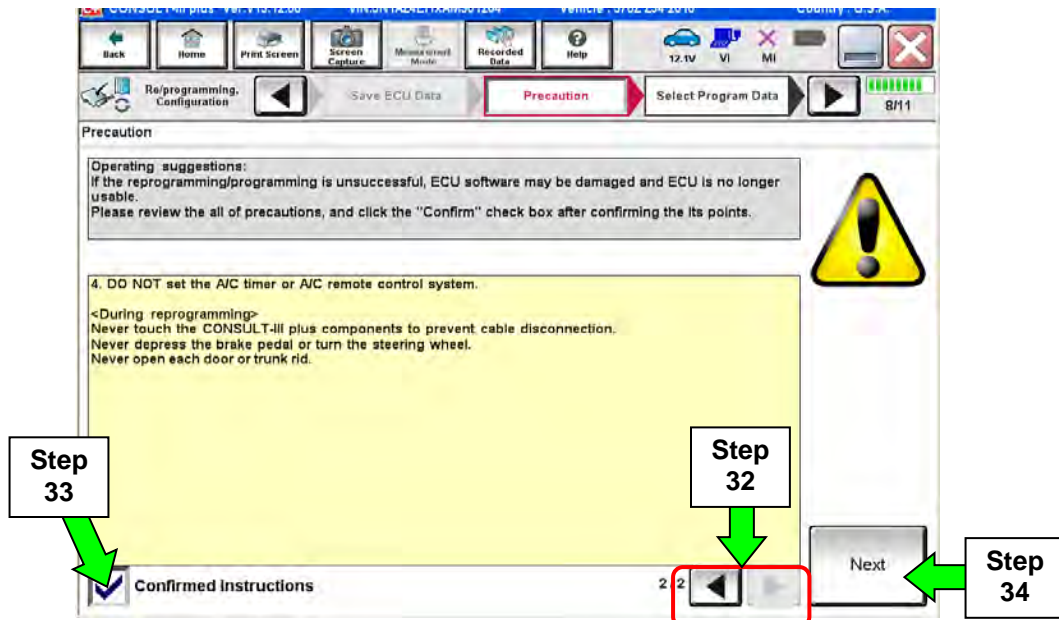 Back
Home
Print Screen
Screen Capture
Measurement Mode
Recorded Data
Help
12.1V
VI
MI
Re/programming, Configuration
Save ECU Data
Precaution
Select Program Data
8/11
Precaution
Operating suggestions:
If the reprogramming/programming is unsuccessful, ECU software may be damaged and ECU is no longer
usable.
Please review the all of precautions, and click the "Confirm" check box after confirming the its points.
4. DO NOT set the A/C timer or A/C remote control system.
<During reprogramming>
Never touch the CONSULT-III plus components to prevent cable disconnection.
Never depress the brake pedal or turn the steering wheel.
Never open each door or trunk rid.
Step
33
Step
32
Confirmed Instructions
2
2
Next
Step
34